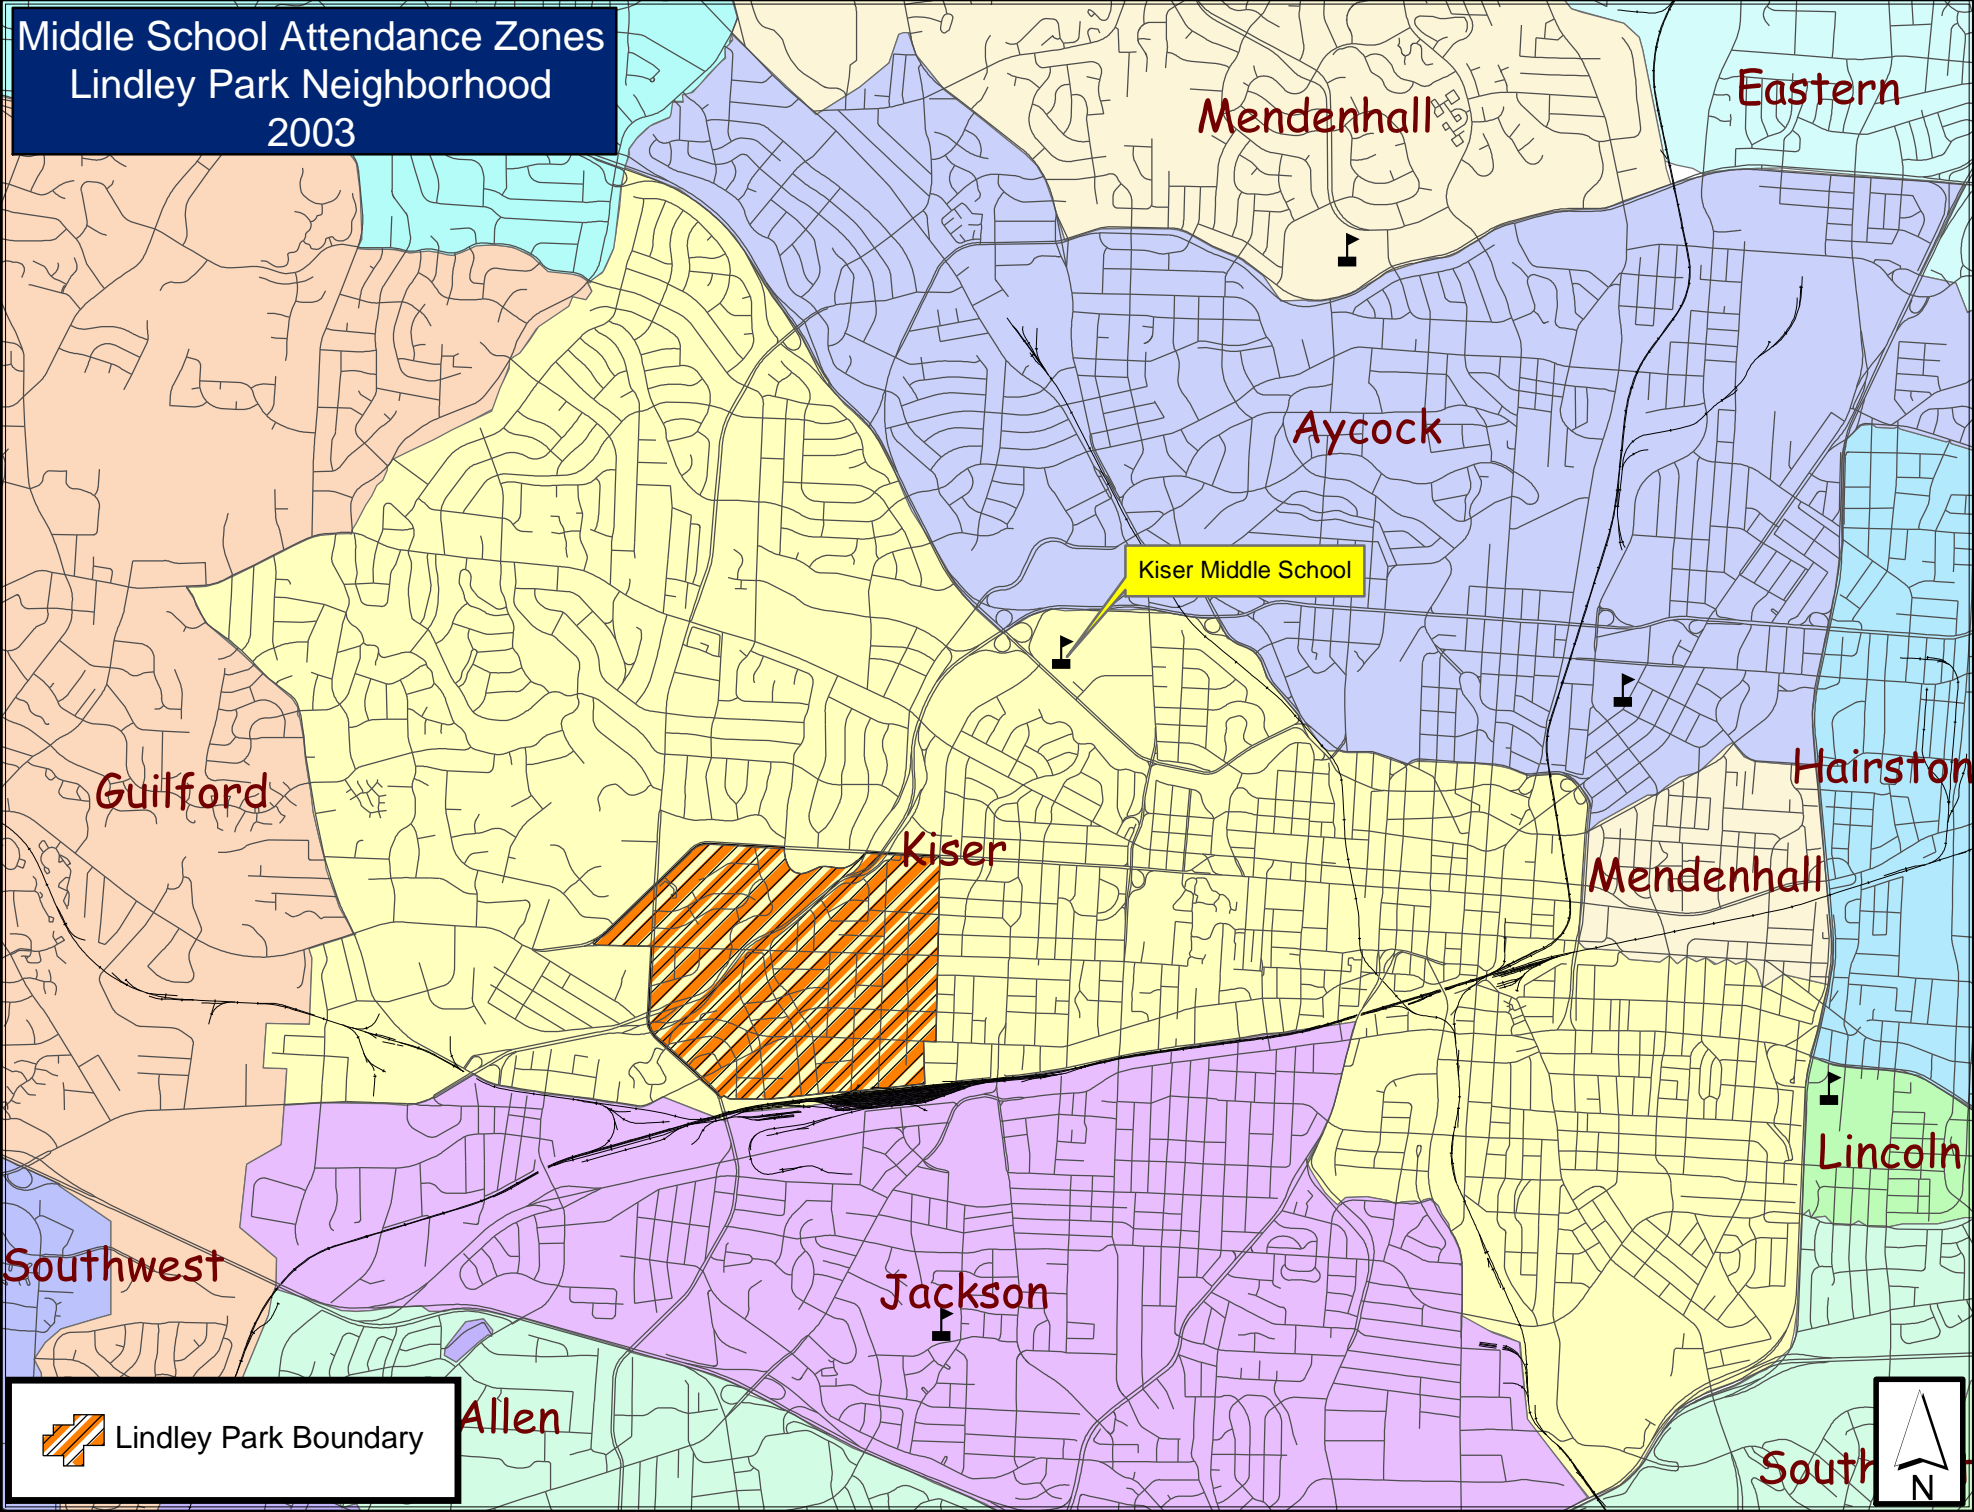 Middle School Attendance Zones
Lindley Park Neighborhood
2003
Eastern
Mendenhall
Aycock
Kiser Middle School
Hairston
Guilford
Kiser
Mendenhall
Lincoln
Southwest
Jackson
Allen
Lindley Park Boundary
South
N